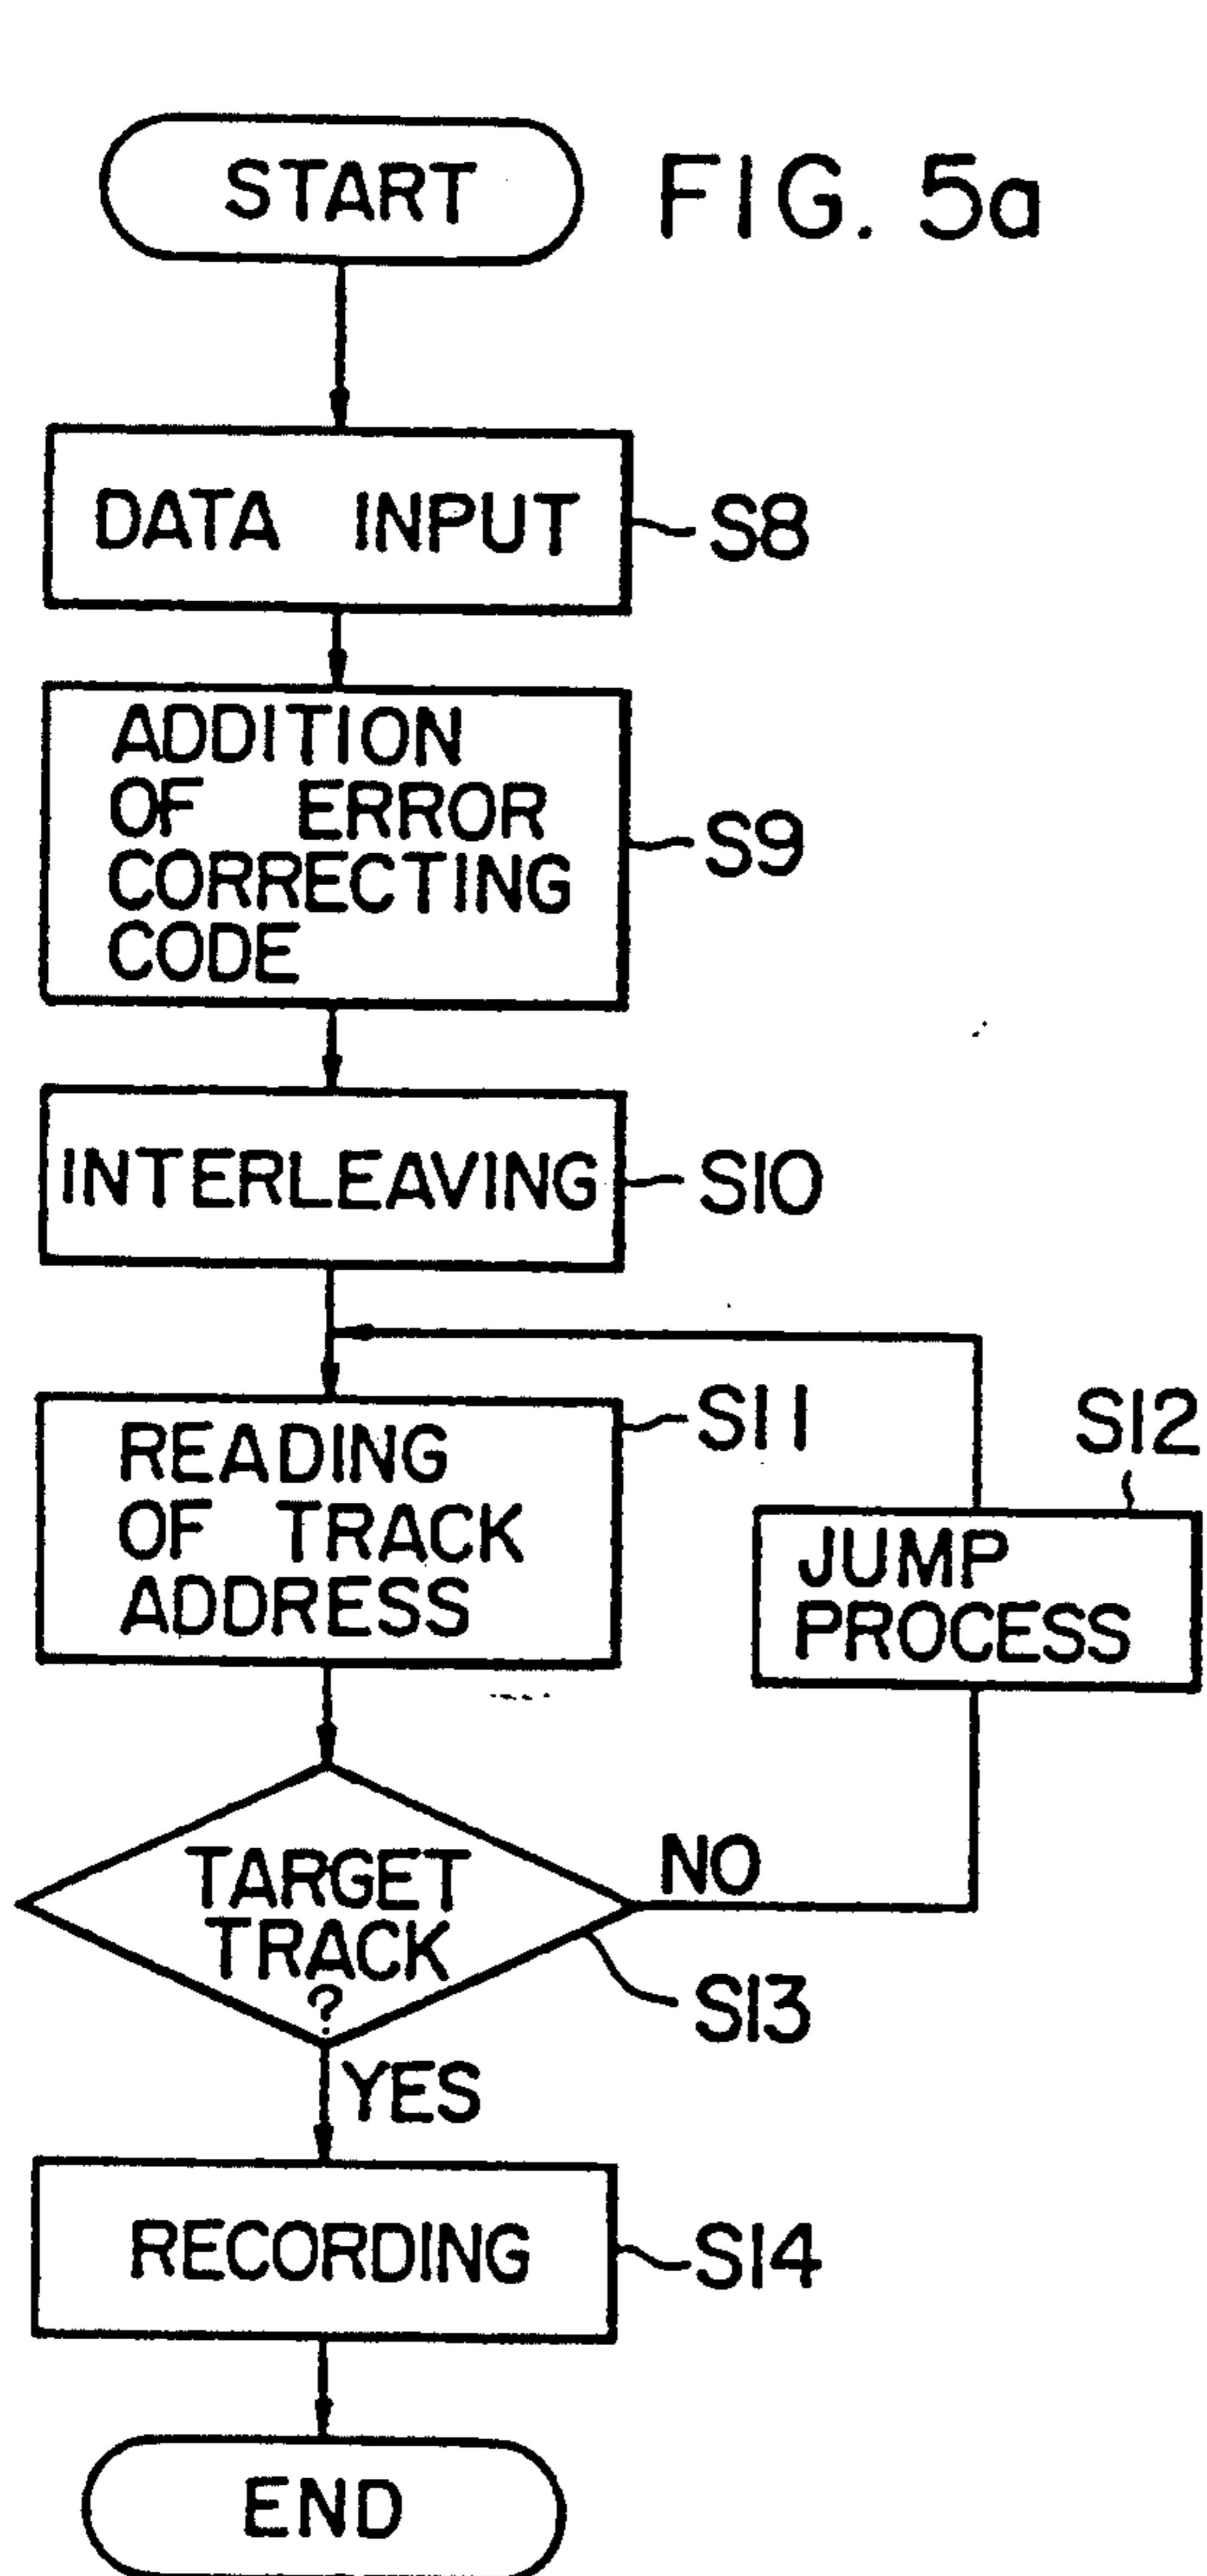 START
FIG. 5a
DATA INPUT
S8
ADDITION
OF ERROR
CORRECTING
CODE
S9
INTERLEAVING
S10
READING
OF TRACK
ADDRESS
S11
S12
JUMP
PROCESS
TARGET
TRACK
?
NO
S13
YES
RECORDING
S14
END